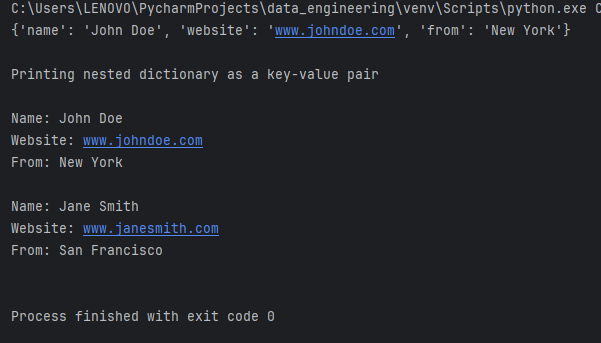 C:\Users\LENOVO\PycharmProjects\data_engineering\venv\Scripts\python.exe C
{'name': 'John Doe', 'website': 'www.johndoe.com', 'from': 'New York'}
Printing nested dictionary as a key-value pair
Name: John Doe
Website: www.johndoe.com
From: New York
Name: Jane Smith
Website: www.janesmith.com
From: San Francisco
Process finished with exit code 0